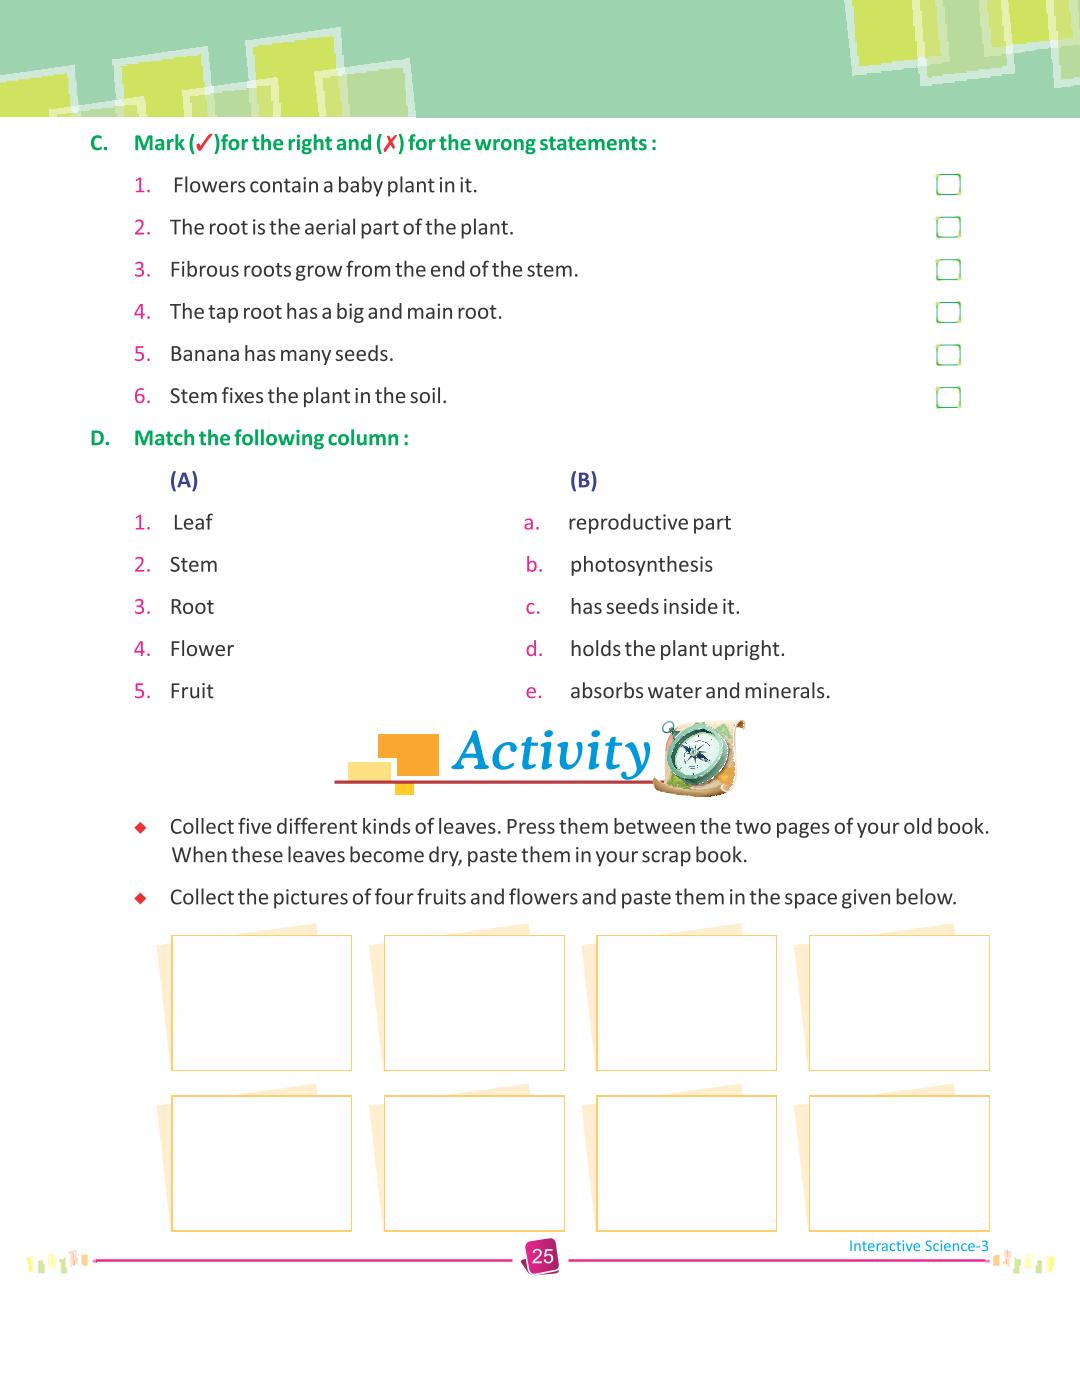 C. Mark (✓)for the right and (✗) for the wrong statements :
1. Flowers contain a baby plant in it.
2. The root is the aerial part of the plant.
3. Fibrous roots grow from the end of the stem.
4. The tap root has a big and main root.
5. Banana has many seeds.
6. Stem fixes the plant in the soil.
D. Match the following column :
(A) (B)
1. Leaf a. reproductive part
2. Stem b. photosynthesis
3. Root c. has seeds inside it.
4. Flower d. holds the plant upright.
5. Fruit e. absorbs water and minerals.
Activity
◆ Collect five different kinds of leaves. Press them between the two pages of your old book.
When these leaves become dry, paste them in your scrap book.
◆ Collect the pictures of four fruits and flowers and paste them in the space given below.
Interactive Science-3
25